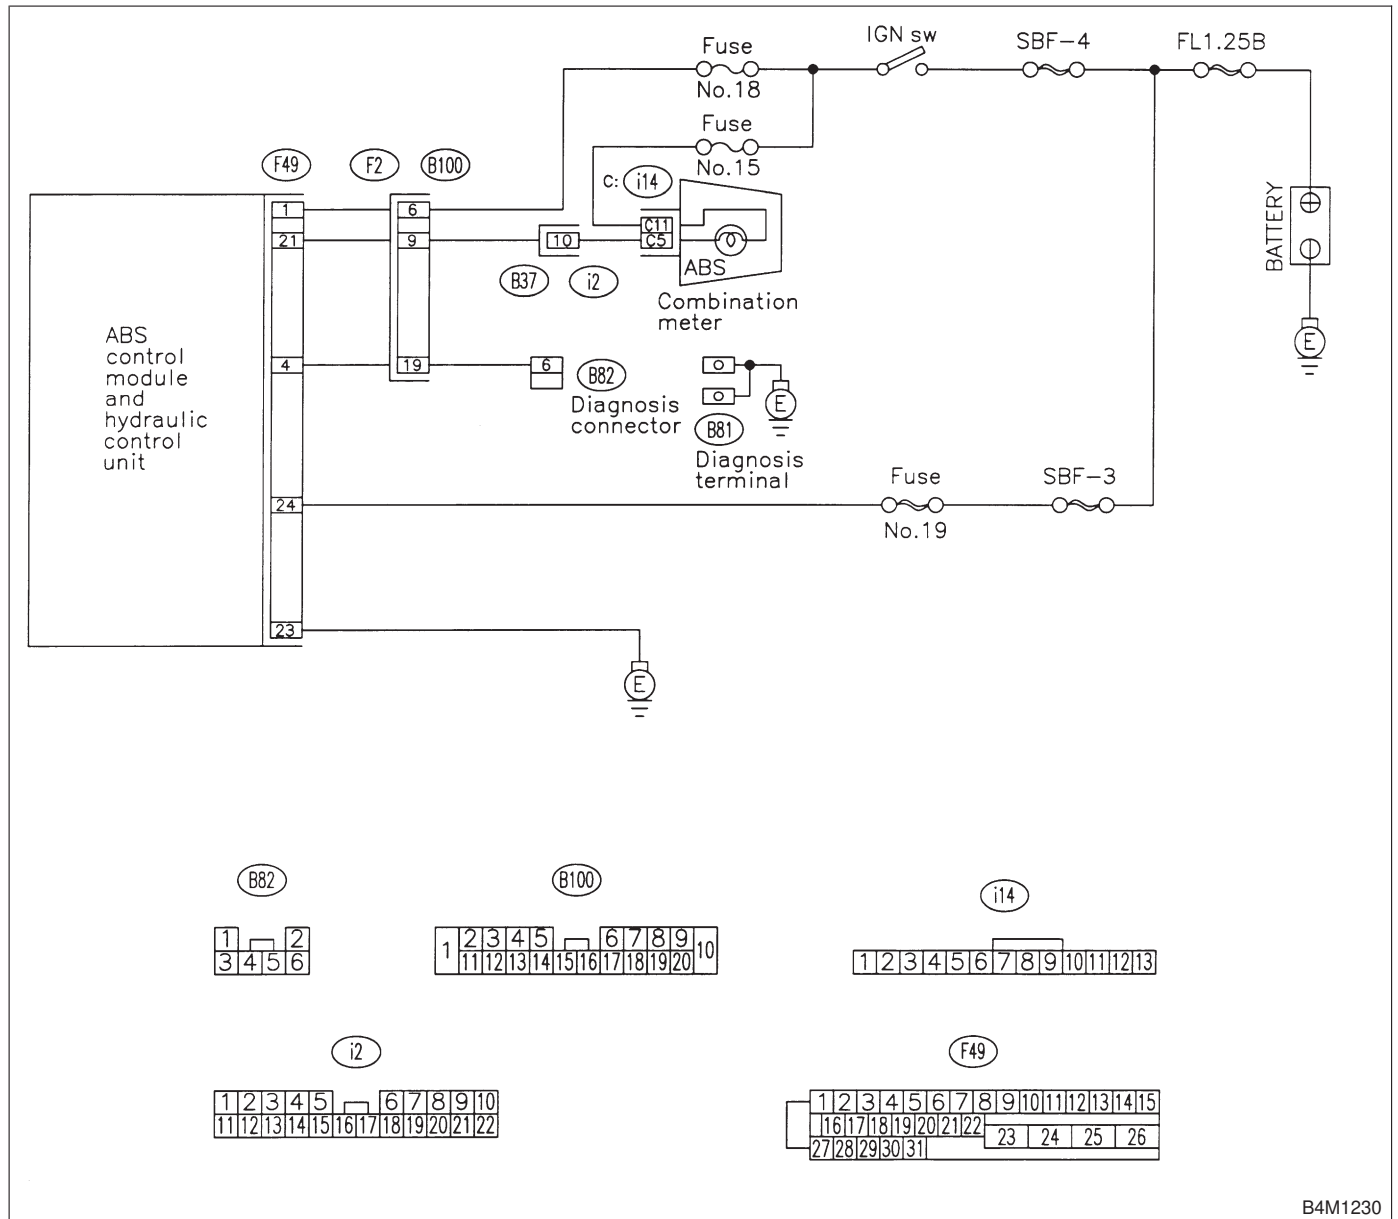 IGN sw
Fuse
SBF-4
FL1.25B
No.18
Fuse
No.15
F49
F2
B100
C: i14
1
6
C11
21
9
10
C5
ABS
BATTERY
B37
i2
Combination
meter
E
ABS
control
module
and
hydraulic
control
unit
4
19
6
B82
Diagnosis
connector
E
B81
Diagnosis
terminal
Fuse
SBF-3
24
No.19
23
E
B82
B100
i14
1 2
3 4 5 6
1 2 3 4 5 6 7 8 9 10
11 12 13 14 15 16 17 18 19 20
1 2 3 4 5 6 7 8 9 10 11 12 13
i2
F49
1 2 3 4 5 6 7 8 9 10
11 12 13 14 15 16 17 18 19 20 21 22
1 2 3 4 5 6 7 8 9 10 11 12 13 14 15
16 17 18 19 20 21 22 23 24 25 26
27 28 29 30 31
B4M1230